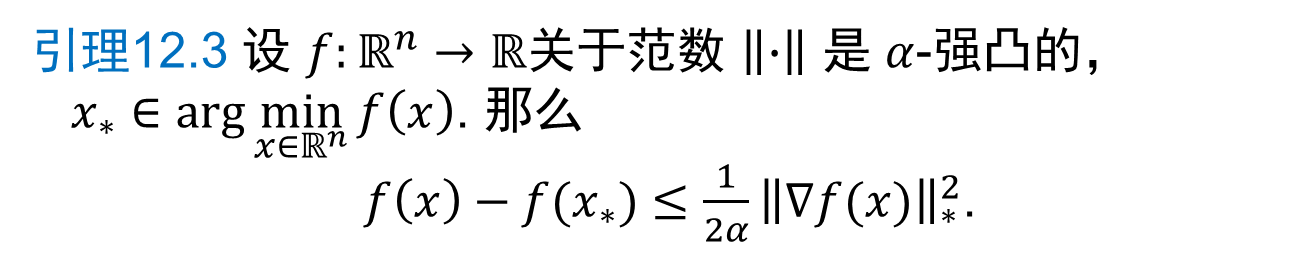 引理12.3 设 𝑓: ℝⁿ → ℝ关于范数 ‖·‖ 是 𝛼-强凸的,
𝑥∗ ∈ arg min_{𝑥∈ℝⁿ} 𝑓(𝑥). 那么
𝑓(𝑥) − 𝑓(𝑥∗) ≤ \frac{1}{2𝛼} ‖∇𝑓(𝑥)‖_∗^2.